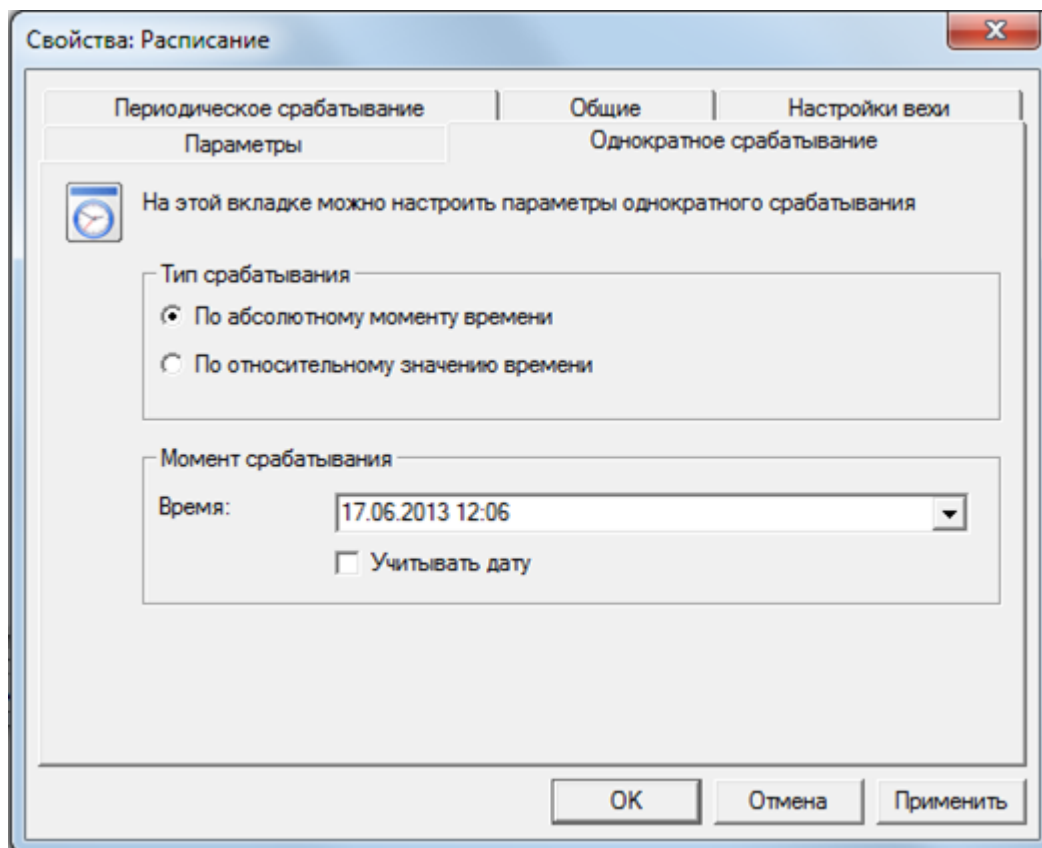 Свойства: Расписание
Периодическое срабатывание
Общие
Настройки вехи
Параметры
Однократное срабатывание
На этой вкладке можно настроить параметры однократного срабатывания
Тип срабатывания
По абсолютному моменту времени
По относительному значению времени
Момент срабатывания
Время:
17.06.2013 12:06
Учитывать дату
OK
Отмена
Применить